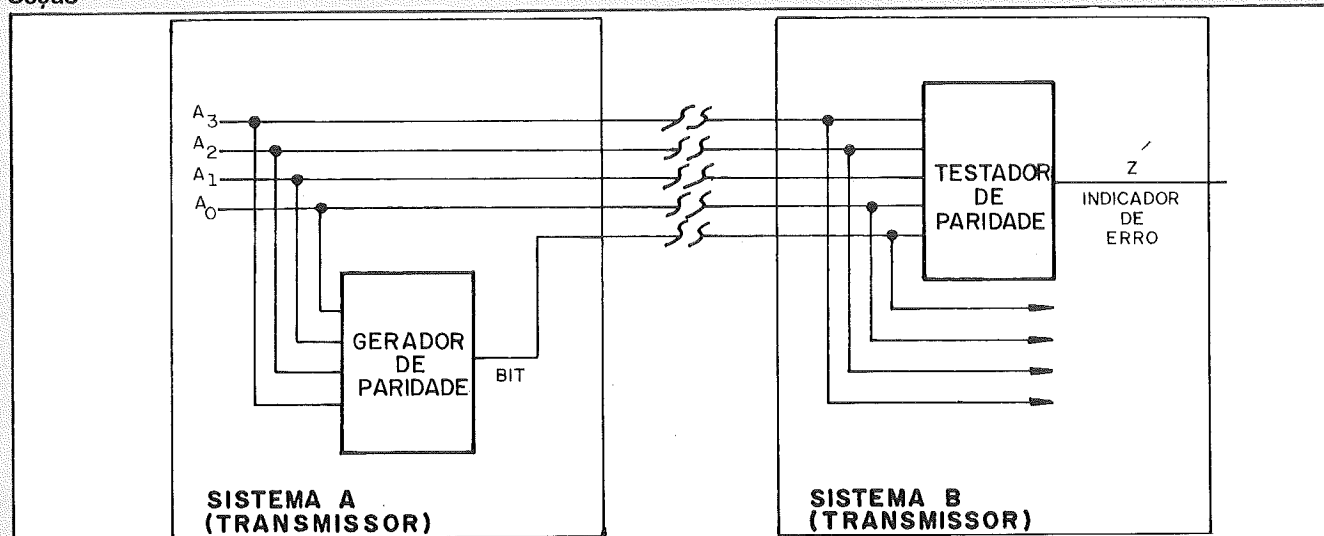 A3
A2
A1
A0
GERADOR
DE
PARIDADE
BIT
SISTEMA A
(TRANSMISSOR)
TESTADOR
DE
PARIDADE
Z
INDICADOR
DE
ERRO
SISTEMA B
(TRANSMISSOR)